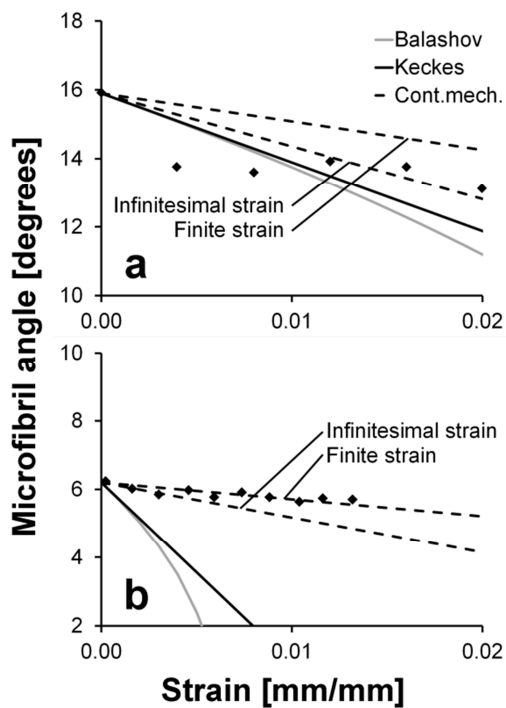 18
16
14
12
10
0.00
0.01
0.02
Balashov
Keckes
Cont.mech.
Infinitesimal strain
Finite strain
a
Microfibril angle [degrees]
10
8
6
4
2
0.00
0.01
0.02
Infinitesimal strain
Finite strain
b
Strain [mm/mm]